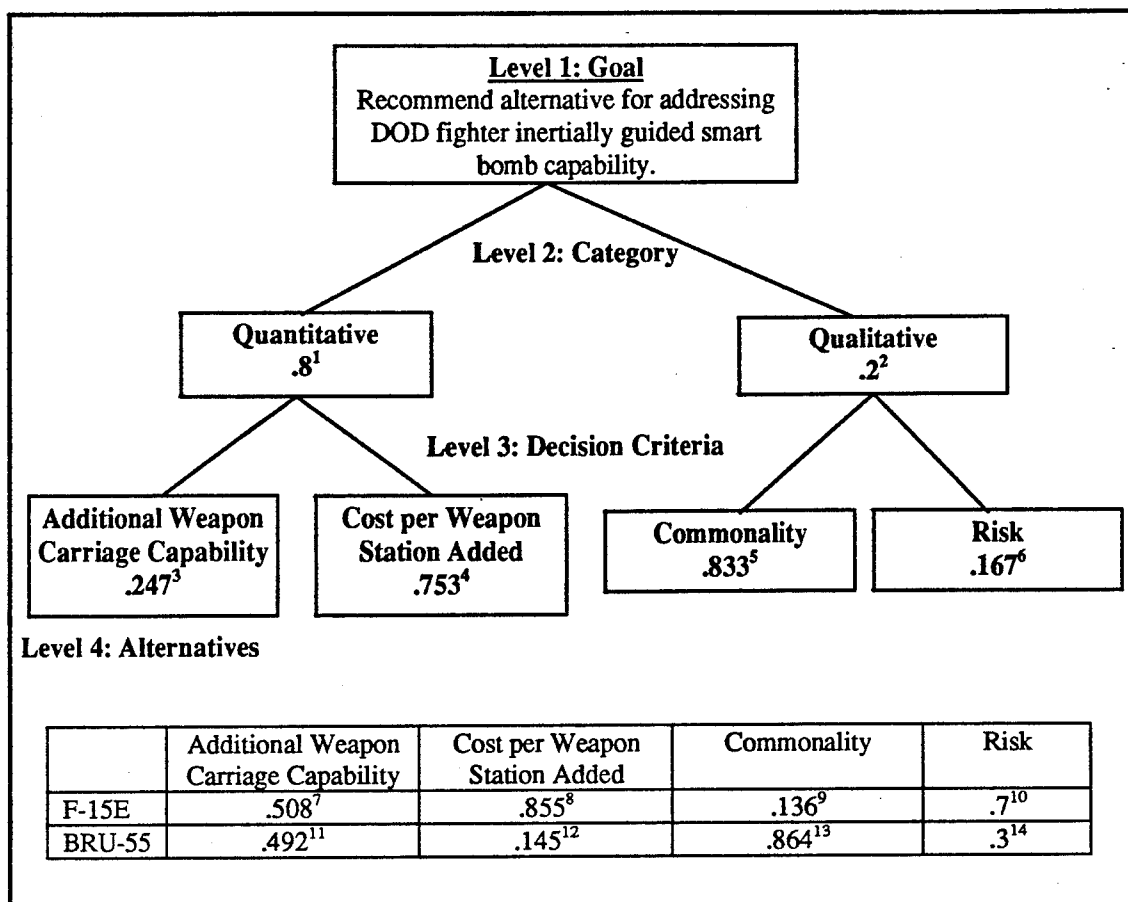 Level 1: Goal
Recommend alternative for addressing
DOD fighter inertially guided smart
bomb capability.
Level 2: Category
Quantitative
.8¹
Qualitative
.2²
Level 3: Decision Criteria
Additional Weapon
Carriage Capability
.247³
Cost per Weapon
Station Added
.753⁴
Commonality
.833⁵
Risk
.167⁶
Level 4: Alternatives
Additional Weapon Cost per Weapon Commonality Risk
Carriage Capability Station Added
F-15E .508⁷ .855⁸ .136⁹ .7¹⁰
BRU-55 .492¹¹ .145¹² .864¹³ .3¹⁴